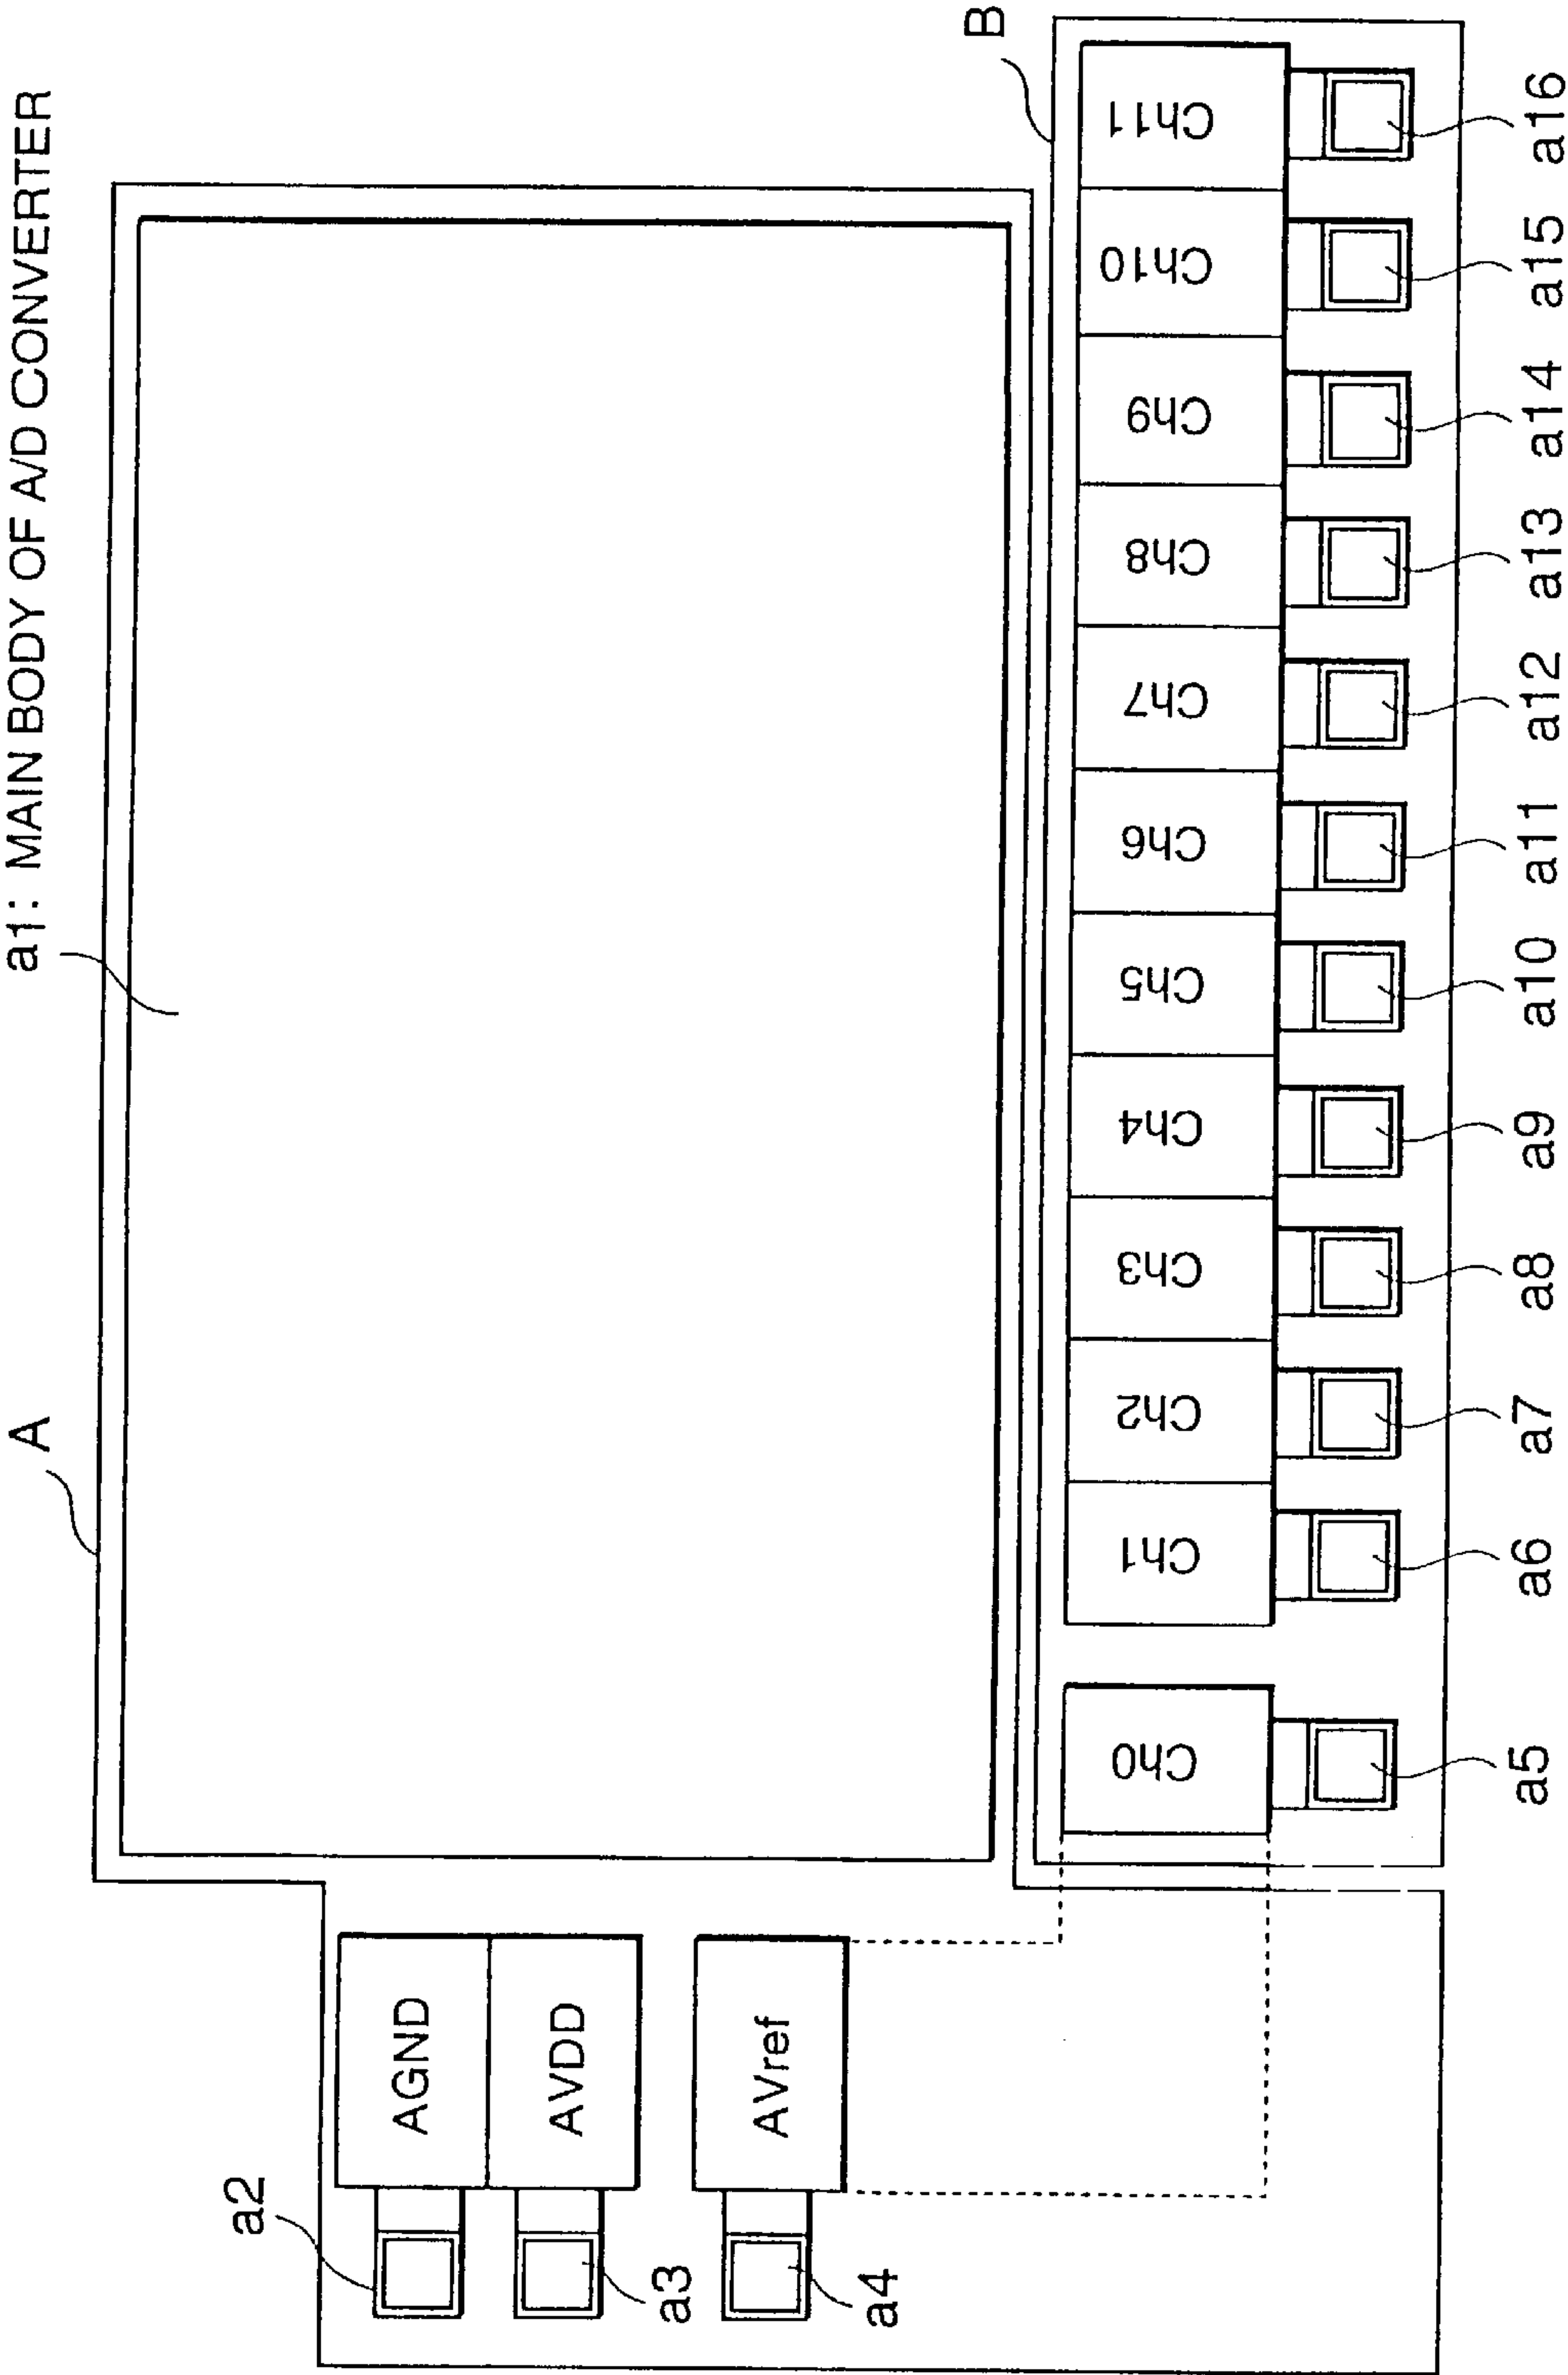 a1: MAIN BODY OF A/D CONVERTER
A
B
a2
AGND
a3
AVDD
a4
AVref
Ch0
Ch1
Ch2
Ch3
Ch4
Ch5
Ch6
Ch7
Ch8
Ch9
Ch10
Ch11
a5
a6
a7
a8
a9
a10
a11
a12
a13
a14
a15
a16